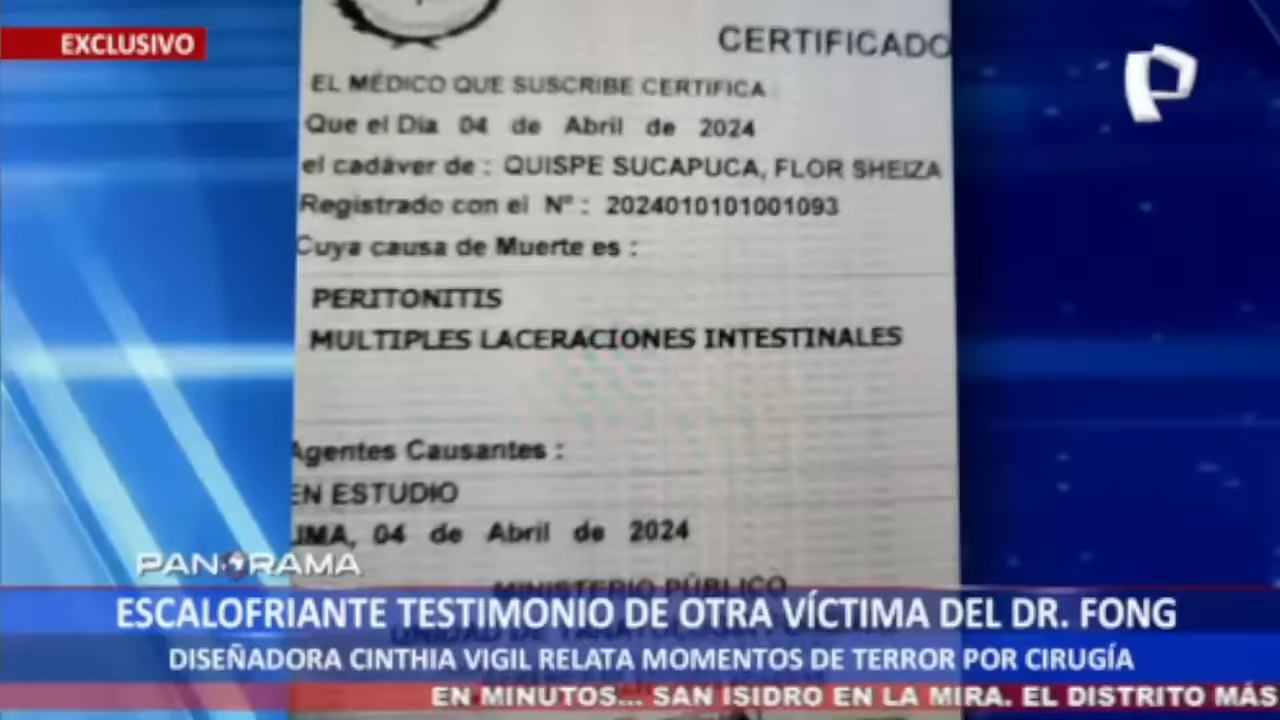 EXCLUSIVO
CERTIFICADO
EL MÉDICO QUE SUSCRIBE CERTIFICA
Que el Dia 04 de Abril de 2024
el cadáver de : QUISPE SUCAPUCA, FLOR SHEIZA
Registrado con el N° : 2024010101001093
Cuya causa de Muerte es :
PERITONITIS
MULTIPLES LACERACIONES INTESTINALES
Agentes Causantes :
EN ESTUDIO
LIMA, 04 de Abril de 2024
MINISTERIO PÚBLICO
PANORAMA
ESCALOFRIANTE TESTIMONIO DE OTRA VÍCTIMA DEL DR. FONG
DISEÑADORA CINTHIA VIGIL RELATA MOMENTOS DE TERROR POR CIRUGÍA
EN MINUTOS... SAN ISIDRO EN LA MIRA. EL DISTRITO MÁS